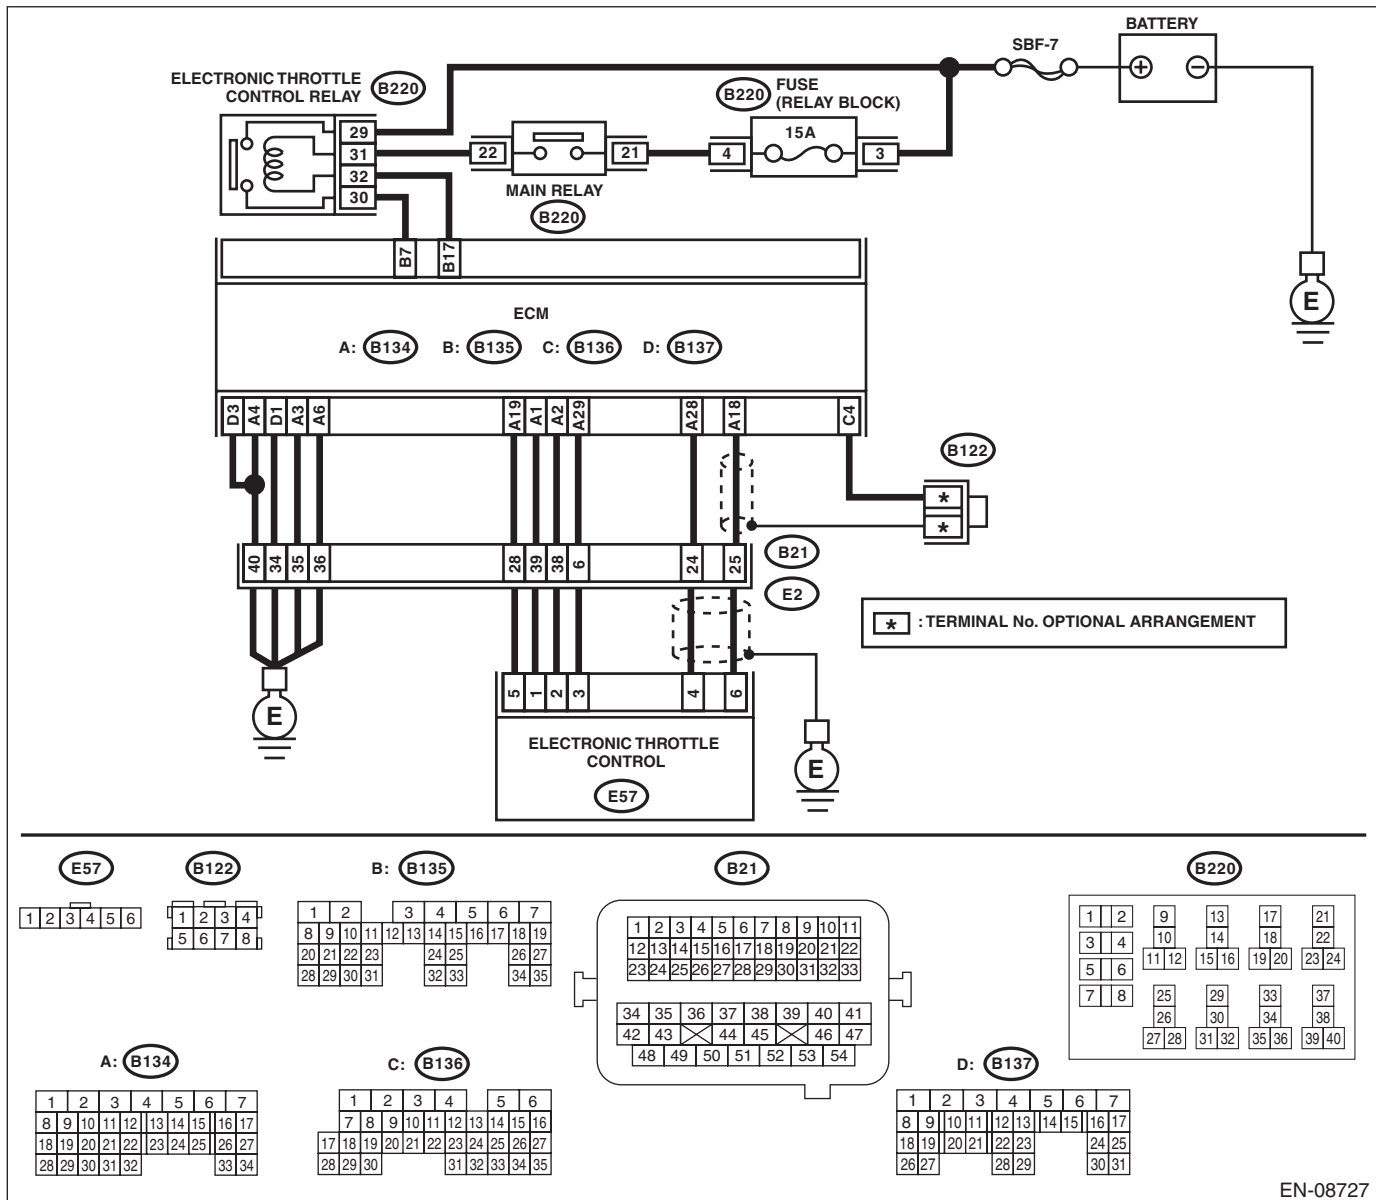 BATTERY
SBF-7
ELECTRONIC THROTTLE
CONTROL RELAY
B220
B220
FUSE
(RELAY BLOCK)
15A
29
31
32
30
22
21
4
3
MAIN RELAY
B220
B7
B17
E
ECM
A: B134 B: B135 C: B136 D: B137
D3 A4 D1 A3 A6 A19 A1 A2 A29 A28 A18 C4
B122
*
*
40 34 35 36 28 39 38 6 24 25
B21
E2
* : TERMINAL No. OPTIONAL ARRANGEMENT
5 1 2 3 4 6
E
ELECTRONIC THROTTLE
CONTROL
E57
E
E57
1 2 3 4 5 6
B122
1 2 3 4
5 6 7 8
B: B135
1 2 3 4 5 6 7
8 9 10 11 12 13 14 15 16 17 18 19
20 21 22 23 24 25 26 27
28 29 30 31 32 33 34 35
B21
1 2 3 4 5 6 7 8 9 10 11
12 13 14 15 16 17 18 19 20 21 22
23 24 25 26 27 28 29 30 31 32 33
34 35 36 37 38 39 40 41
42 43 44 45 46 47
48 49 50 51 52 53 54
B220
1 2 9 13 17 21
3 4 10 14 18 22
5 6 11 12 15 16 19 20 23 24
7 8 25 29 33 37
26 30 34 38
27 28 31 32 35 36 39 40
A: B134
1 2 3 4 5 6 7
8 9 10 11 12 13 14 15 16 17
18 19 20 21 22 23 24 25 26 27
28 29 30 31 32 33 34
C: B136
1 2 3 4 5 6
7 8 9 10 11 12 13 14 15 16
17 18 19 20 21 22 23 24 25 26 27
28 29 30 31 32 33 34 35
D: B137
1 2 3 4 5 6 7
8 9 10 11 12 13 14 15 16 17
18 19 20 21 22 23 24 25
26 27 28 29 30 31
EN-08727